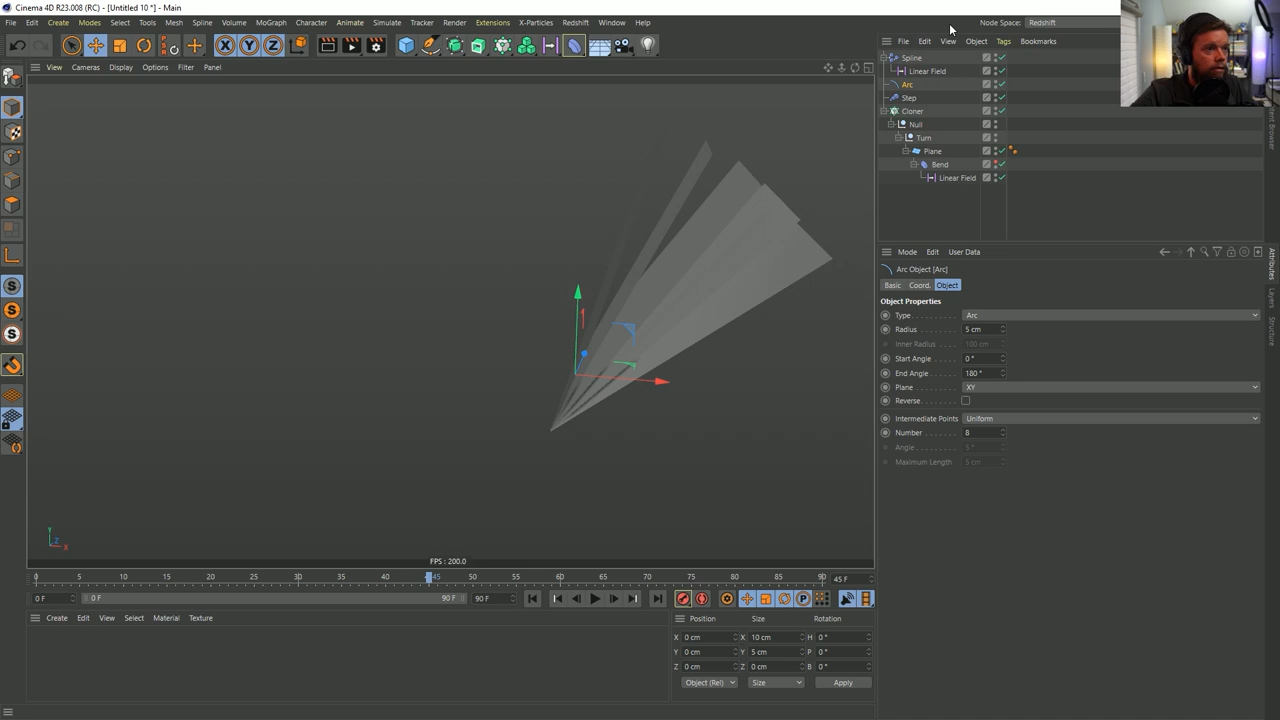 Cinema 4D R23.008 (RC) - [Untitled 10 *] - Main
File Edit Create Modes Select Tools Mesh Spline Volume MoGraph Character Animate Simulate Tracker Render Extensions X-Particles Redshift Window Help
Node Space: Redshift
X Y Z
File Edit View Object Tags Bookmarks
View Cameras Display Options Filter Panel
Spline
Linear Field
Arc
Step
Cloner
Null
Turn
Plane
Bend
Linear Field
Mode Edit User Data
Arc Object [Arc]
Basic Coord. Object
Object Properties
Type Arc
Radius 5 cm
Inner Radius 100 cm
Start Angle 0 °
End Angle 180 °
Plane XY
Reverse
Intermediate Points Uniform
Number 8
Angle 5 °
Maximum Length 5 cm
Attributes
Layers
Structure
S
S
S
Y
Z
X
FPS : 200.0
0 5 10 15 20 25 30 35 40 45 50 55 60 65 70 75 80 85 90
45 F
0 F 0 F 90 F 90 F
P
Create Edit View Select Material Texture
Position Size Rotation
X 0 cm X 10 cm H 0 °
Y 0 cm Y 5 cm P 0 °
Z 0 cm Z 0 cm B 0 °
Object (Rel) Size Apply